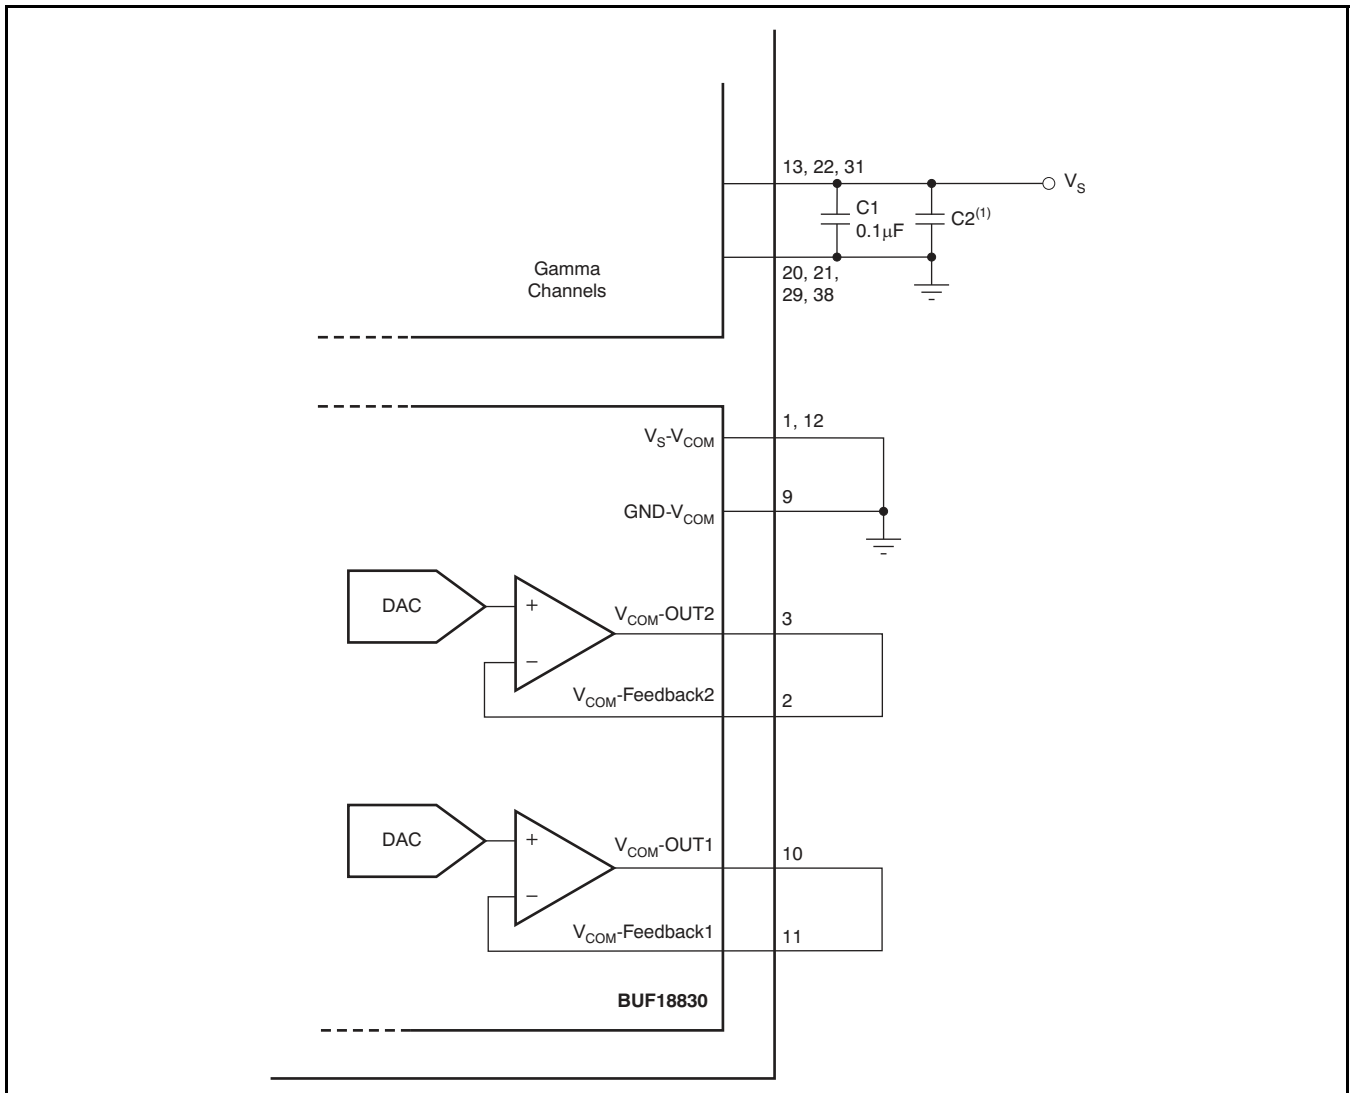 13, 22, 31
V_S
C1
0.1μF
C2(1)
20, 21,
29, 38
Gamma
Channels
1, 12
V_S-V_COM
9
GND-V_COM
DAC
+
−
V_COM-OUT2
3
V_COM-Feedback2
2
DAC
+
−
V_COM-OUT1
10
V_COM-Feedback1
11
BUF18830